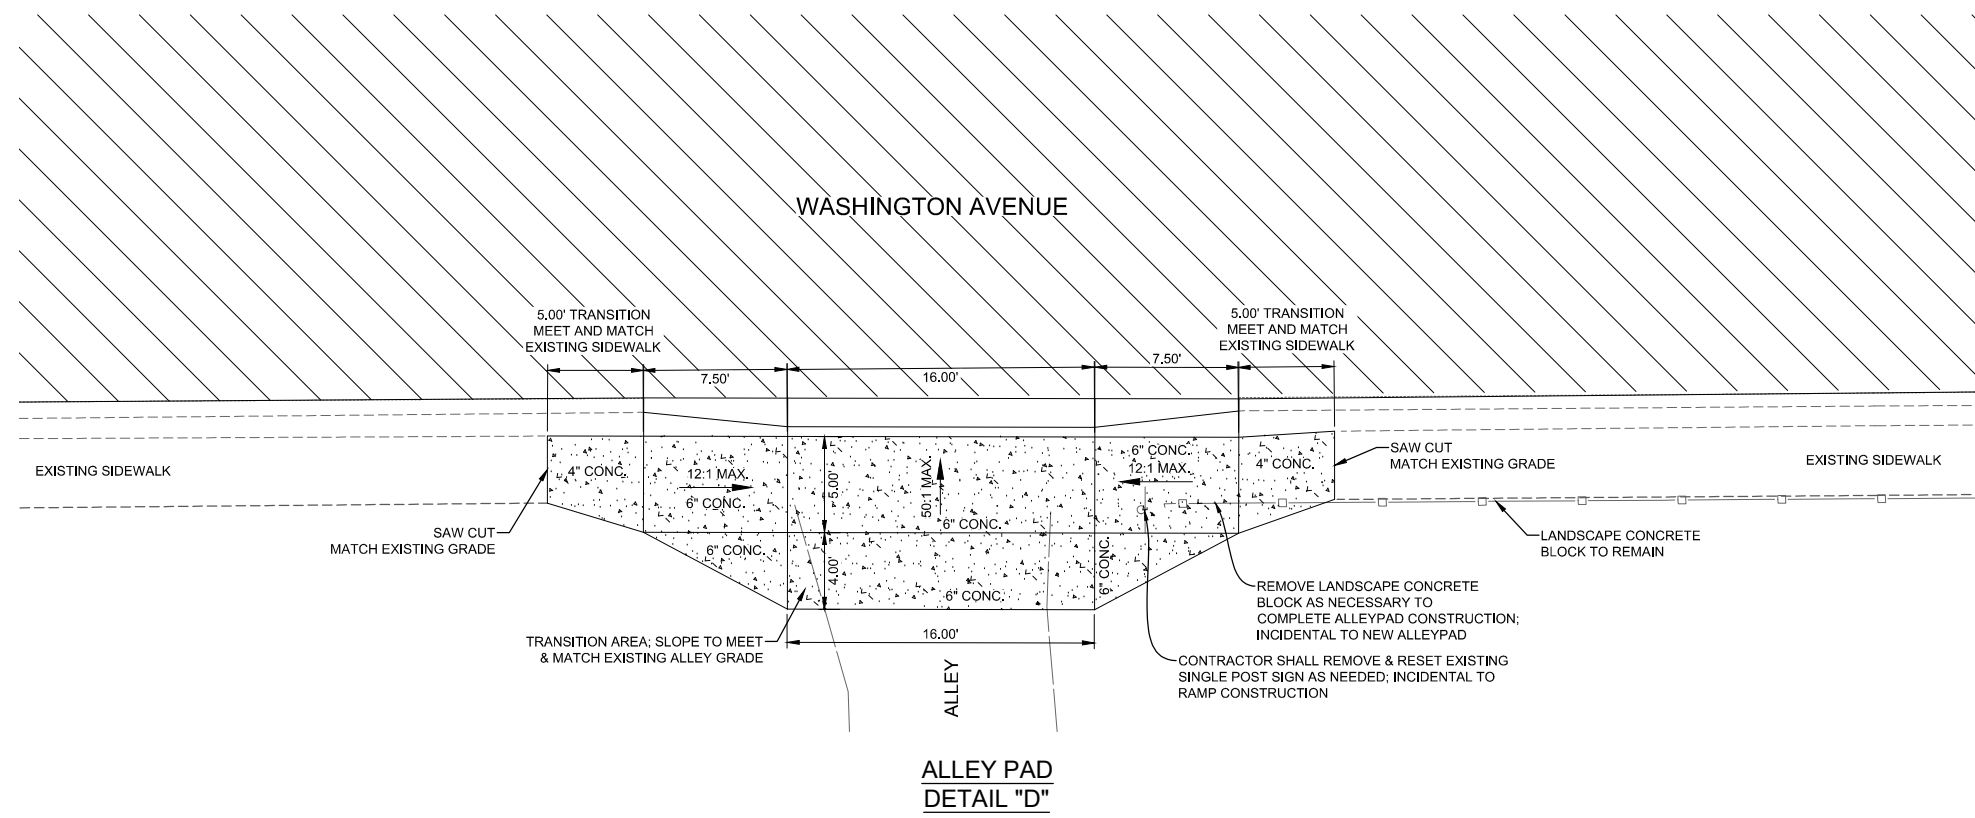 WASHINGTON AVENUE
5.00' TRANSITION
MEET AND MATCH
EXISTING SIDEWALK
5.00' TRANSITION
MEET AND MATCH
EXISTING SIDEWALK
7.50'
16.00'
7.50'
EXISTING SIDEWALK
4" CONC.
12:1 MAX.
6" CONC.
5.00'
50:1 MAX.
6" CONC.
6" CONC.
12:1 MAX.
4" CONC.
SAW CUT
MATCH EXISTING GRADE
EXISTING SIDEWALK
SAW CUT
MATCH EXISTING GRADE
6" CONC.
4.00'
6" CONC.
6" CONC.
LANDSCAPE CONCRETE
BLOCK TO REMAIN
REMOVE LANDSCAPE CONCRETE
BLOCK AS NECESSARY TO
COMPLETE ALLEYPAD CONSTRUCTION;
INCIDENTAL TO NEW ALLEYPAD
TRANSITION AREA; SLOPE TO MEET
& MATCH EXISTING ALLEY GRADE
16.00'
CONTRACTOR SHALL REMOVE & RESET EXISTING
SINGLE POST SIGN AS NEEDED; INCIDENTAL TO
RAMP CONSTRUCTION
ALLEY
ALLEY PAD
DETAIL "D"